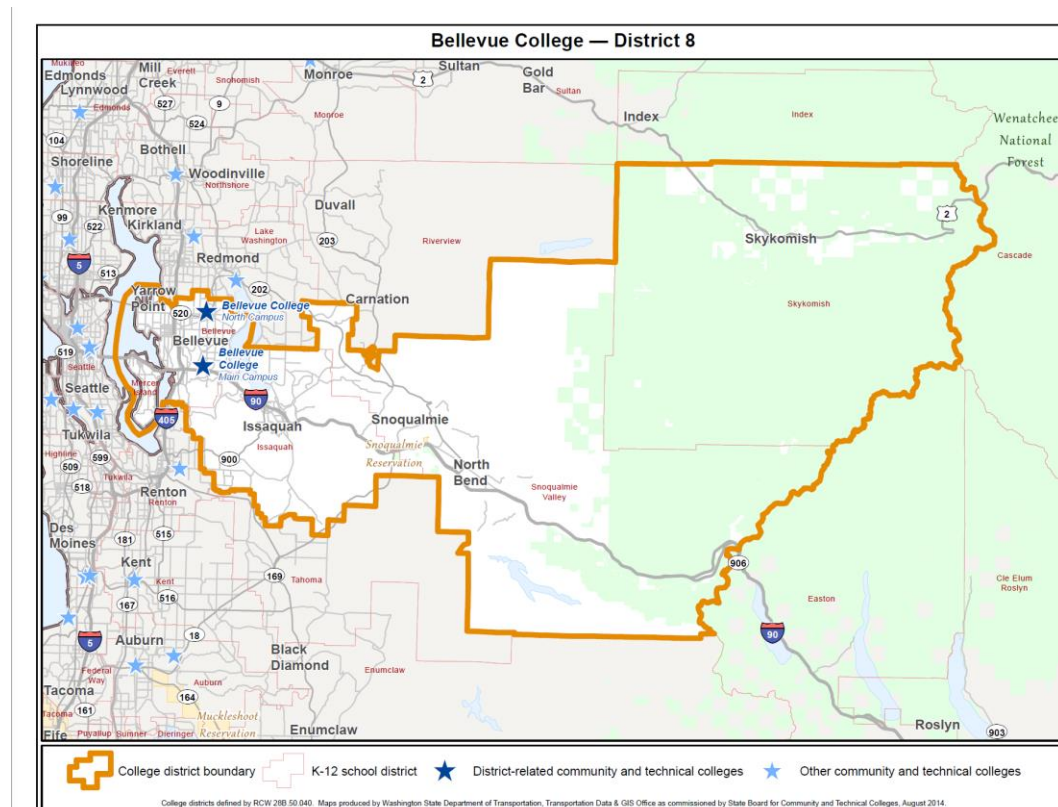 Bellevue College — District 8
Mukilteo
Edmonds
Lynnwood
Mill
Creek
Everett
Snohomish
Monroe
2
Sultan
Gold
Bar
Sultan
Index
Index
Wenatchee
National
Forest
527
9
Edmonds
524
Monroe
104
Bothell
Shoreline
Woodinville
Northshore
99
522
Kenmore
Kirkland
Duvall
Lake
Washington
203
Riverview
2
Skykomish
Cascade
5
513
Redmond
202
Yarrow
Point
520
Bellevue College
North Campus
Carnation
Skykomish
Bellevue
Bellevue
519
Seattle
Seattle
Bellevue
College
Main Campus
Mercer
Island
90
405
Tukwila
Issaquah
Snoqualmie
Highline
599
509
Tukwila
518
900
Issaquah
Snoqualmie
Reservation
North
Bend
Snoqualmie
Valley
Renton
Renton
Des
Moines
181
515
906
Kent
Kent
516
169
Tahoma
Easton
Cle Elum
Roslyn
167
5
Auburn
18
90
Black
Diamond
Enumclaw
Federal
Way
Auburn
164
Tacoma
161
Muckleshoot
Reservation
Tacoma
Fife
Puyallup
Sumner
Dieringer
Enumclaw
Roslyn
903
College district boundary
K-12 school district
District-related community and technical colleges
Other community and technical colleges
College districts defined by RCW 28B.50.040. Maps produced by Washington State Department of Transportation, Transportation Data & GIS Office as commissioned by State Board for Community and Technical Colleges, August 2014.